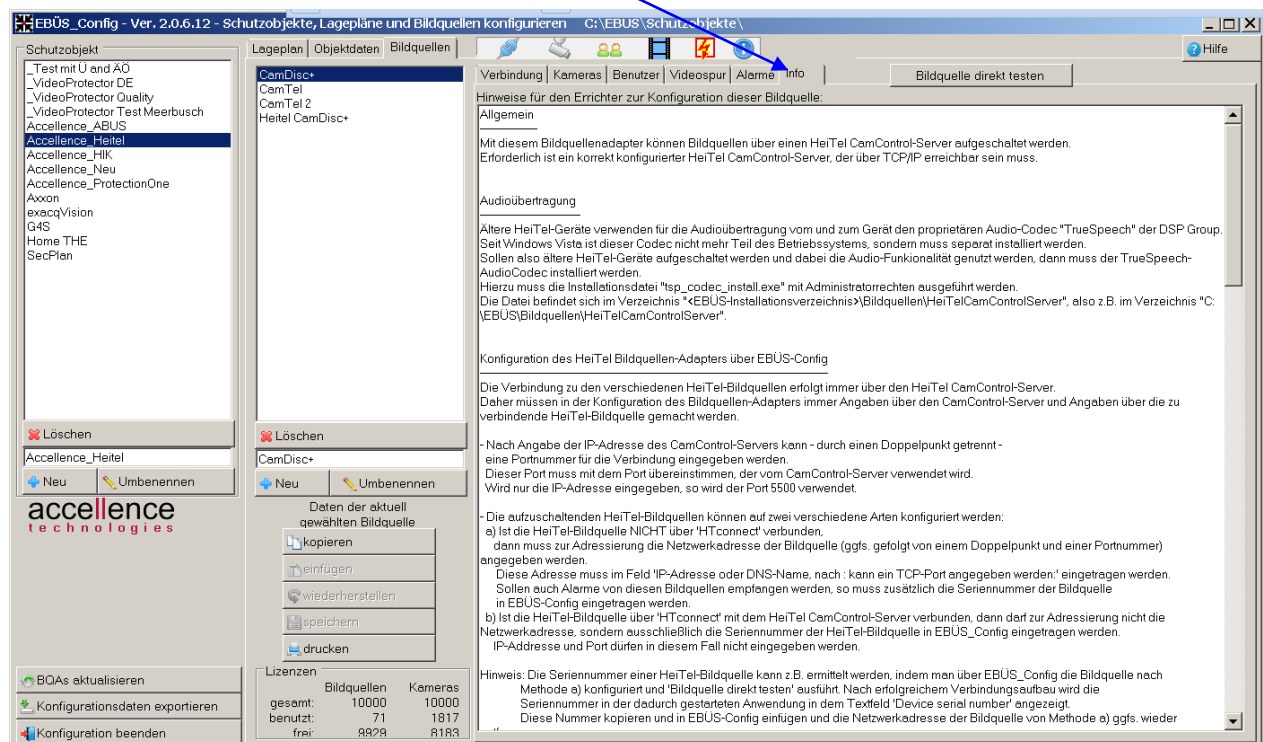 EBÜS_Config - Ver. 2.0.6.12 - Schutzobjekte, Lagepläne und Bildquellen konfigurieren C:\EBUS\Schutzobjekte\
Schutzobjekt
_Test mit Ü and ÄÖ
_VideoProtector DE
_VideoProtector Quality
_VideoProtector Test Meerbusch
Accellence_ABUS
Accellence_Heitel
Accellence_HIK
Accellence_Neu
Accellence_ProtectionOne
Axxon
exacqVision
G4S
Home THE
SecPlan
Löschen
Accellence_Heitel
Neu
Umbenennen
accellence
technologies
BQAs aktualisieren
Konfigurationsdaten exportieren
Konfiguration beenden
Lageplan
Objektdaten
Bildquellen
CamDisc+
CamTel
CamTel 2
Heitel CamDisc+
Löschen
CamDisc+
Neu
Umbenennen
Daten der aktuell
gewählten Bildquelle
kopieren
einfügen
wiederherstellen
speichern
drucken
Lizenzen
Bildquellen Kameras
gesamt: 10000 10000
benutzt: 71 1817
frei: 9929 8183
Hilfe
Verbindung
Kameras
Benutzer
Videospur
Alarme
Info
Bildquelle direkt testen
Hinweise für den Errichter zur Konfiguration dieser Bildquelle:
Allgemein
Mit diesem Bildquellenadapter können Bildquellen über einen HeiTel CamControl-Server aufgeschaltet werden.
Erforderlich ist ein korrekt konfigurierter HeiTel CamControl-Server, der über TCP/IP erreichbar sein muss.
Audioübertragung
Ältere HeiTel-Geräte verwenden für die Audioübertragung vom und zum Gerät den proprietären Audio-Codec "TrueSpeech" der DSP Group.
Seit Windows Vista ist dieser Codec nicht mehr Teil des Betriebssystems, sondern muss separat installiert werden.
Sollen also ältere HeiTel-Geräte aufgeschaltet werden und dabei die Audio-Funkionalität genutzt werden, dann muss der TrueSpeech-
AudioCodec installiert werden.
Hierzu muss die Installationsdatei "tsp_codec_install.exe" mit Administratorrechten ausgeführt werden.
Die Datei befindet sich im Verzeichnis "<EBÜS-Installationsverzeichnis>\Bildquellen\HeiTelCamControlServer", also z.B. im Verzeichnis "C:
\EBÜS\Bildquellen\HeiTelCamControlServer".
Konfiguration des HeiTel Bildquellen-Adapters über EBÜS-Config
Die Verbindung zu den verschiedenen HeiTel-Bildquellen erfolgt immer über den HeiTel CamControl-Server.
Daher müssen in der Konfiguration des Bildquellen-Adapters immer Angaben über den CamControl-Server und Angaben über die zu
verbindende HeiTel-Bildquelle gemacht werden.
- Nach Angabe der IP-Adresse des CamControl-Servers kann - durch einen Doppelpunkt getrennt -
eine Portnummer für die Verbindung eingegeben werden.
Dieser Port muss mit dem Port übereinstimmen, der vom CamControl-Server verwendet wird.
Wird nur die IP-Adresse eingegeben, so wird der Port 5500 verwendet.
- Die aufzuschaltenden HeiTel-Bildquellen können auf zwei verschiedene Arten konfiguriert werden:
a) Ist die HeiTel-Bildquelle NICHT über 'HTconnect' verbunden,
dann muss zur Adressierung die Netzwerkadresse der Bildquelle (ggfs. gefolgt von einem Doppelpunkt und einer Portnummer)
angegeben werden.
Diese Adresse muss im Feld 'IP-Adresse oder DNS-Name, nach : kann ein TCP-Port angegeben werden:' eingetragen werden.
Sollen auch Alarme von diesen Bildquellen empfangen werden, so muss zusätzlich die Seriennummer der Bildquelle
in EBÜS-Config eingetragen werden.
b) Ist die HeiTel-Bildquelle über 'HTconnect' mit dem HeiTel CamControl-Server verbunden, dann darf zur Adressierung nicht die
Netzwerkadresse, sondern ausschließlich die Seriennummer der HeiTel-Bildquelle in EBÜS_Config eingetragen werden.
IP-Addresse und Port dürfen in diesem Fall nicht eingegeben werden.
Hinweis: Die Seriennummer einer HeiTel-Bildquelle kann z.B. ermittelt werden, indem man über EBÜS_Config die Bildquelle nach
Methode a) konfiguriert und 'Bildquelle direkt testen' ausführt. Nach erfolgreichem Verbindungsaufbau wird die
Seriennummer in der dadurch gestarteten Anwendung in dem Textfeld 'Device serial number' angezeigt.
Diese Nummer kopieren und in EBÜS-Config einfügen und die Netzwerkadresse der Bildquelle von Methode a) ggfs. wieder